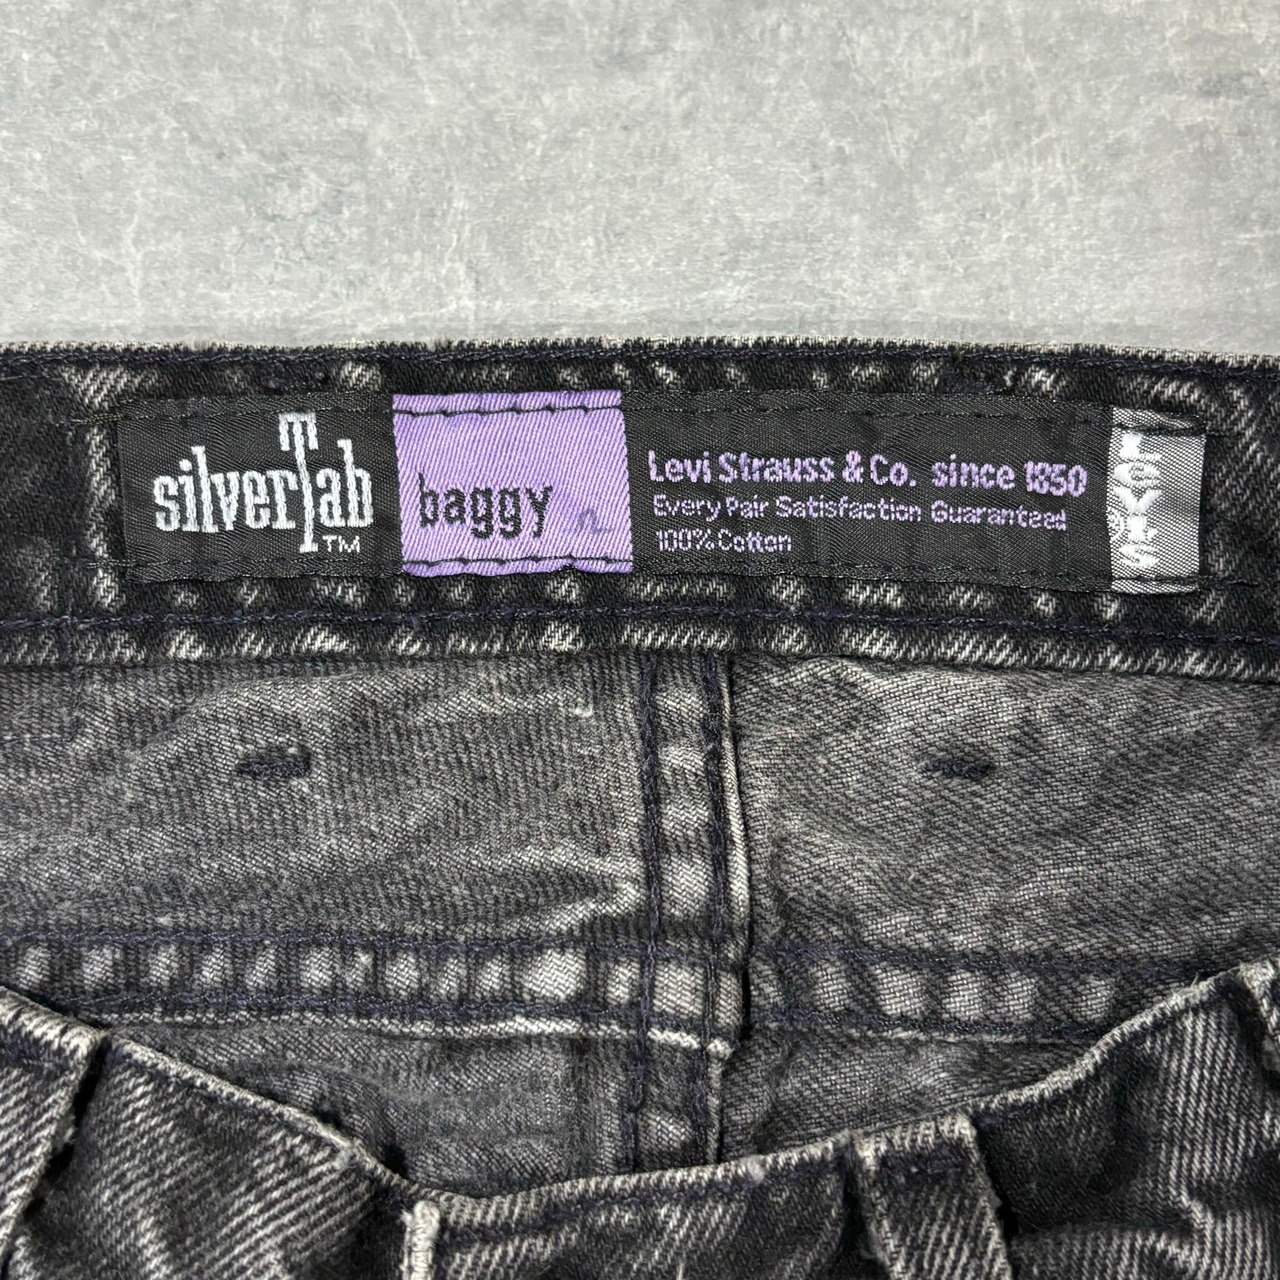 silverTab
TM
baggy
Levi Strauss & Co. since 1850
Every Pair Satisfaction Guaranteed
100% Cotton
LEVI'S
®